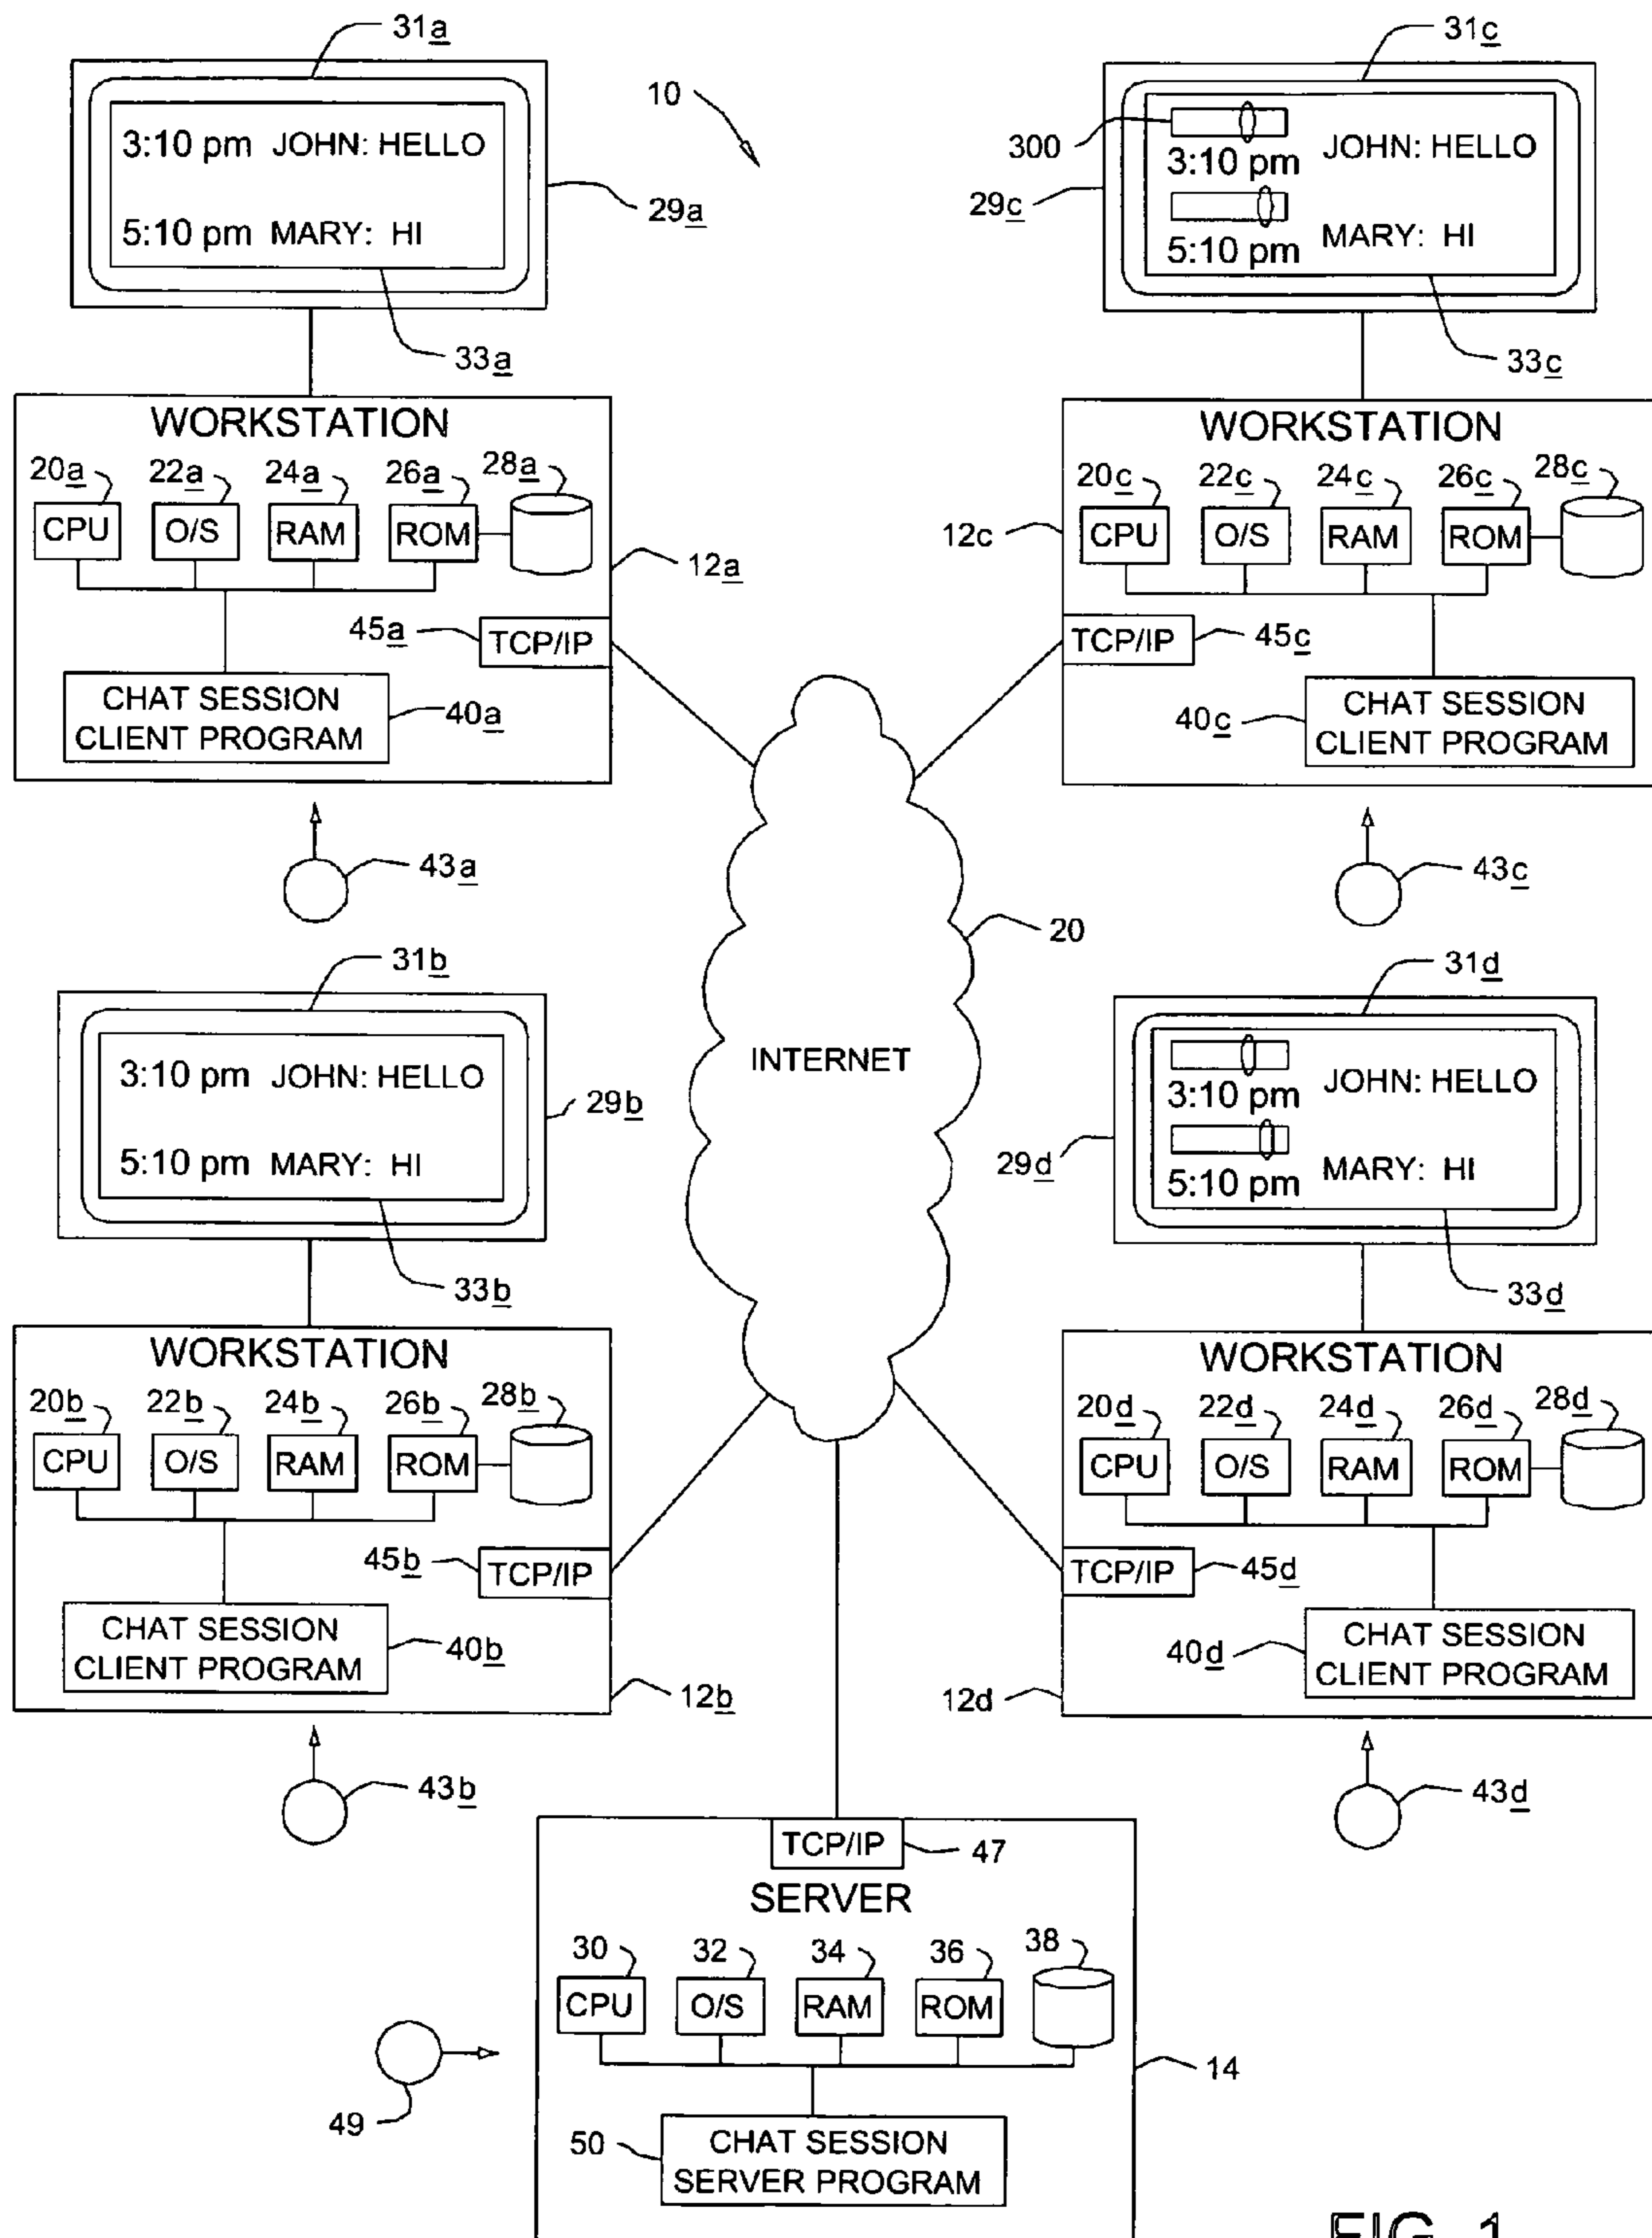 31a
3:10 pm JOHN: HELLO
5:10 pm MARY: HI
29a
33a
10
31c
300
3:10 pm JOHN: HELLO
5:10 pm MARY: HI
29c
33c
WORKSTATION
20a 22a 24a 26a 28a
CPU O/S RAM ROM
12a
45a TCP/IP
CHAT SESSION
CLIENT PROGRAM
40a
43a
WORKSTATION
20c 22c 24c 26c 28c
CPU O/S RAM ROM
12c
TCP/IP 45c
40c
CHAT SESSION
CLIENT PROGRAM
43c
20
INTERNET
31b
3:10 pm JOHN: HELLO
5:10 pm MARY: HI
29b
33b
31d
3:10 pm JOHN: HELLO
5:10 pm MARY: HI
29d
33d
WORKSTATION
20b 22b 24b 26b 28b
CPU O/S RAM ROM
45b TCP/IP
CHAT SESSION
CLIENT PROGRAM
40b
12b
43b
WORKSTATION
20d 22d 24d 26d 28d
CPU O/S RAM ROM
TCP/IP 45d
40d
CHAT SESSION
CLIENT PROGRAM
12d
43d
TCP/IP 47
SERVER
30 32 34 36 38
CPU O/S RAM ROM
14
49
50
CHAT SESSION
SERVER PROGRAM
FIG. 1